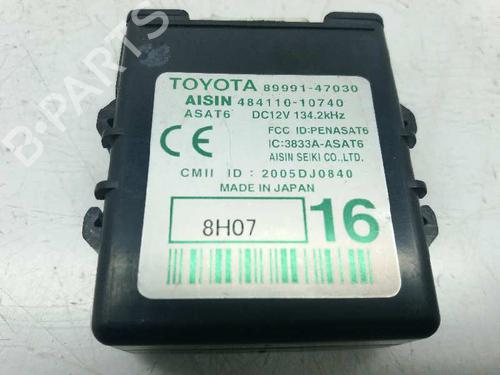 TOYOTA 89991-47030
AISIN 484110-10740
ASAT6 DC12V 134.2kHz
CE
FCC ID:PENASAT6
IC:3833A-ASAT6
AISIN SEIKI CO.,LTD.
CMII ID : 2005DJ0840
MADE IN JAPAN
8H07
16
B-PARTS